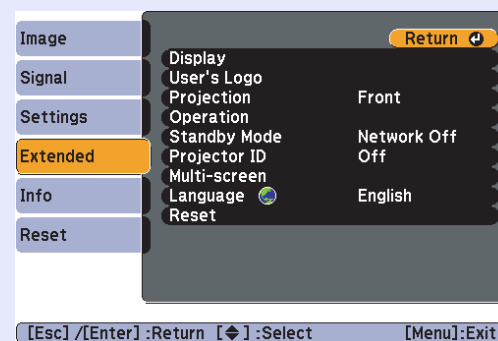 Image
Signal
Settings
Extended
Info
Reset
Return
Display
User's Logo
Projection Front
Operation
Standby Mode Network Off
Projector ID Off
Multi-screen
Language English
Reset
[Esc] /[Enter] :Return [◆] :Select [Menu]:Exit